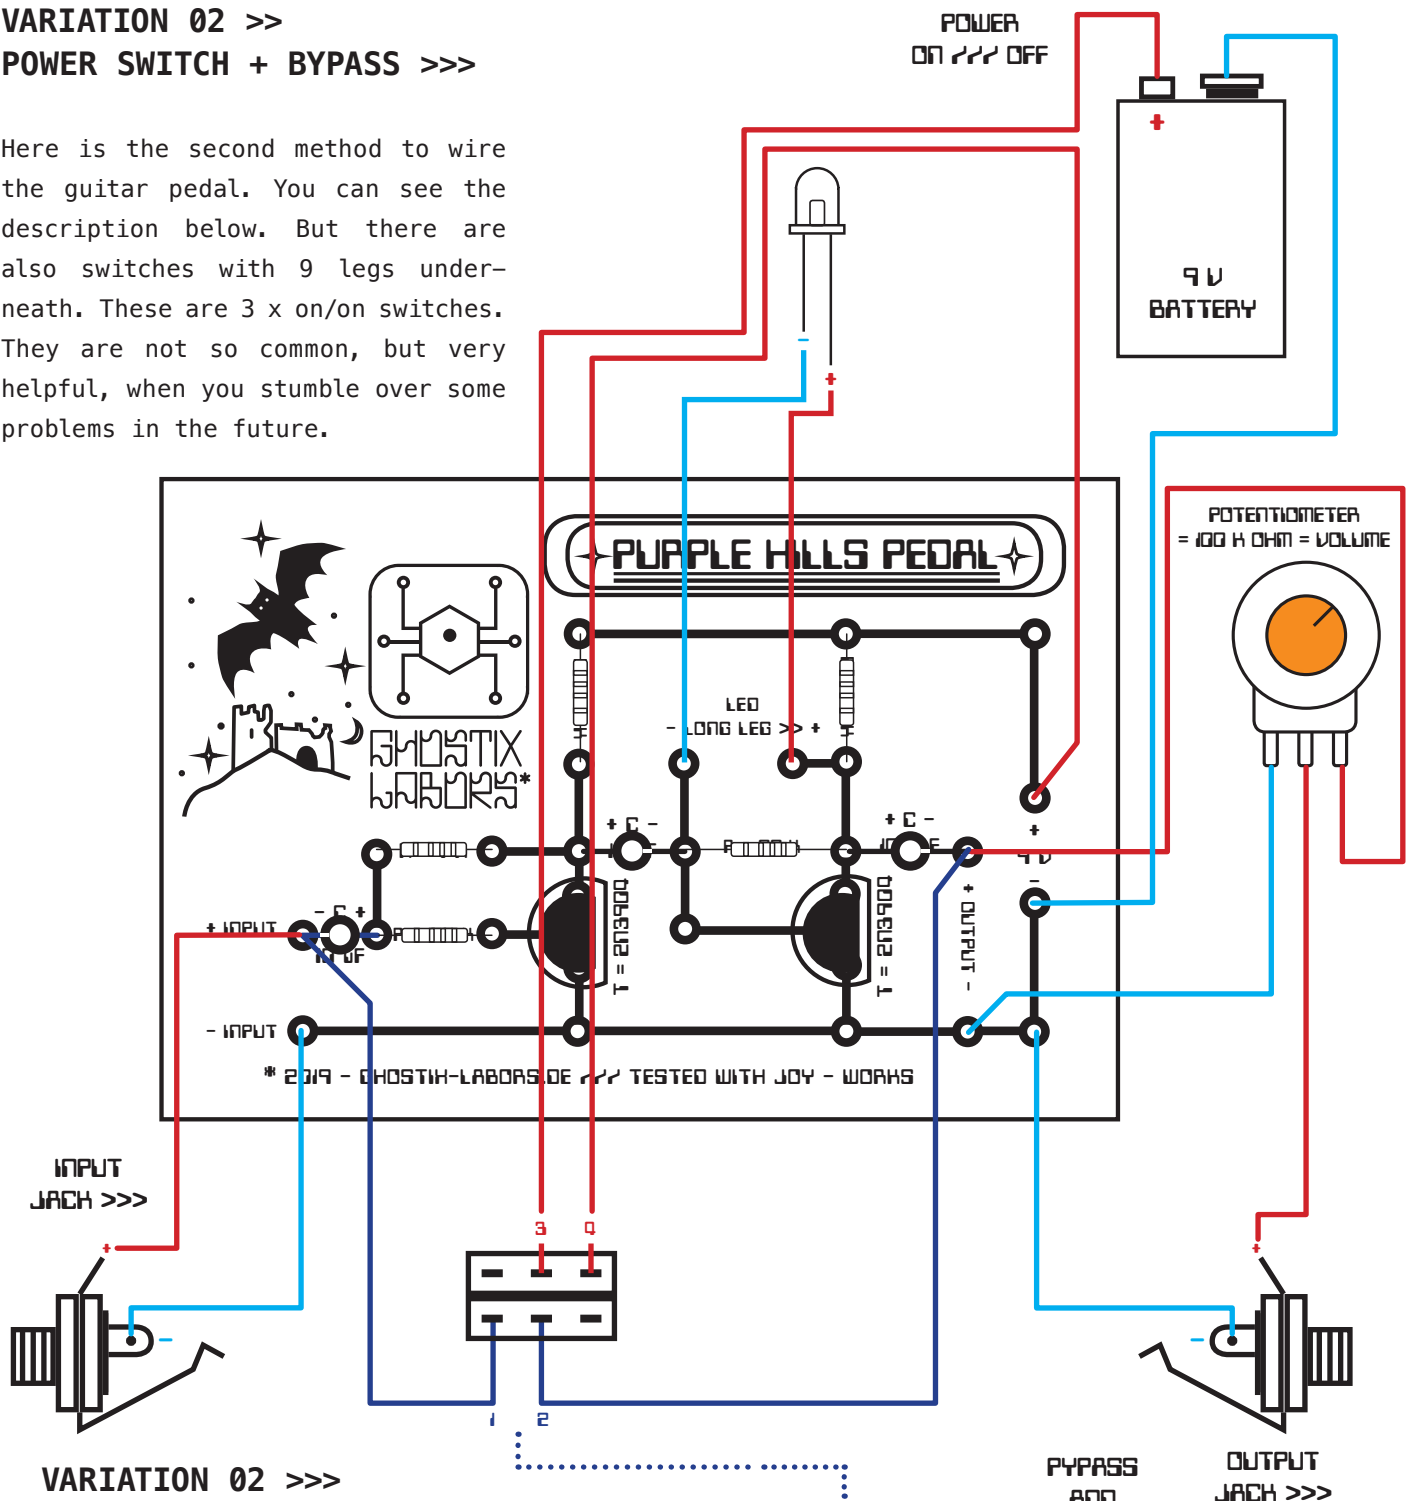 VARIATION 02 >>
POWER SWITCH + BYPASS >>>
Here is the second method to wire
the guitar pedal. You can see the
description below. But there are
also switches with 9 legs under-
neath. These are 3 x on/on switches.
They are not so common, but very
helpful, when you stumble over some
problems in the future.
POWER
ON /// OFF
+
9 V
BATTERY
-
+
POTENTIOMETER
= 100 K OHM = VOLUME
PURPLE HILLS PEDAL
GHOSTIX
LABORS*
LED
- LONG LEG >> +
+ C -
+ C -
+
9 V
-
- C +
+ INPUT
10 UF
+ OUTPUT -
- INPUT
* 2019 - GHOSTIX-LABORS.DE /// TESTED WITH JOY - WORKS
INPUT
JACK >>>
+
-
3 4
1 2
+
-
VARIATION 02 >>>
PYPASS
AND
OUTPUT
JACK >>>